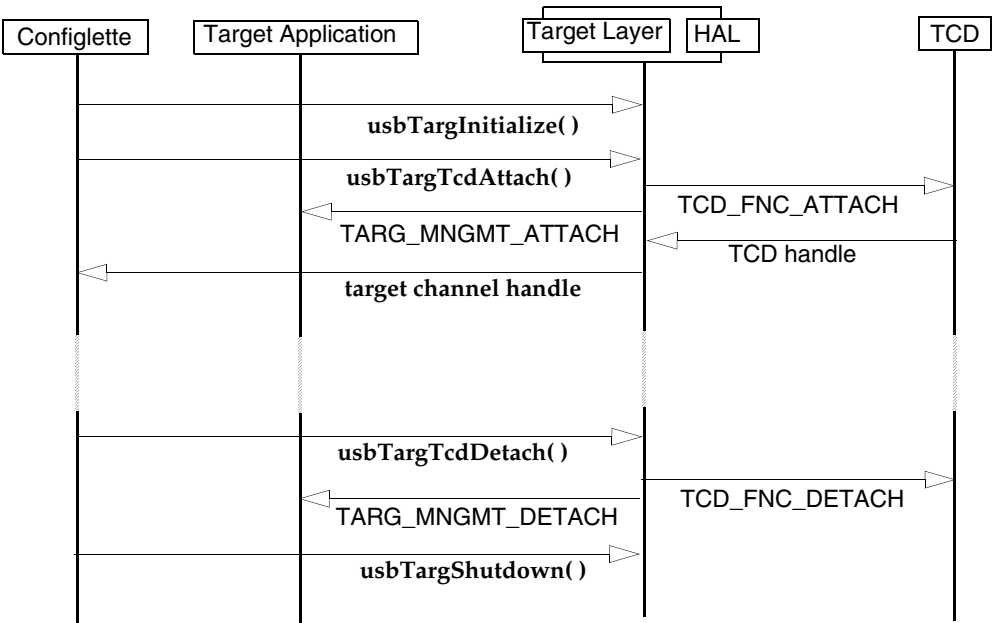 Configlette
Target Application
Target Layer
HAL
TCD
usbTargInitialize( )
usbTargTcdAttach( )
TCD_FNC_ATTACH
TARG_MNGMT_ATTACH
TCD handle
target channel handle
usbTargTcdDetach( )
TCD_FNC_DETACH
TARG_MNGMT_DETACH
usbTargShutdown( )